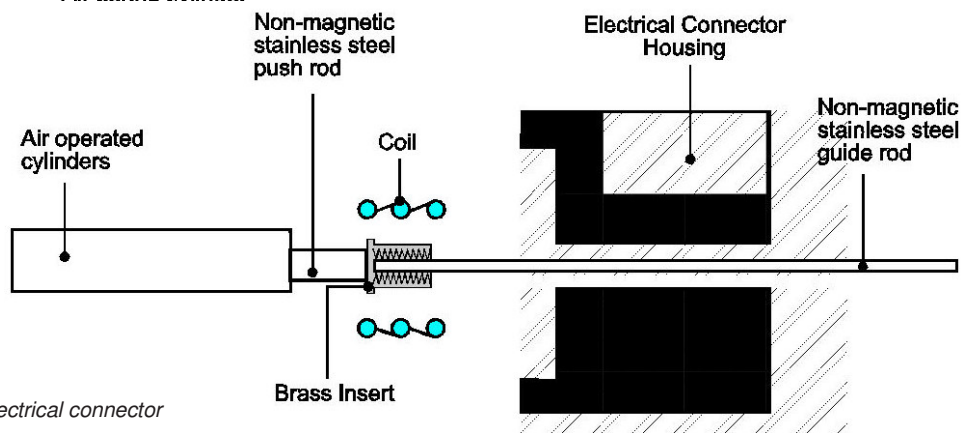 Non-magnetic
stainless steel
push rod
Electrical Connector
Housing
Non-magnetic
stainless steel
guide rod
Air operated
cylinders
Coil
Brass Insert
connector